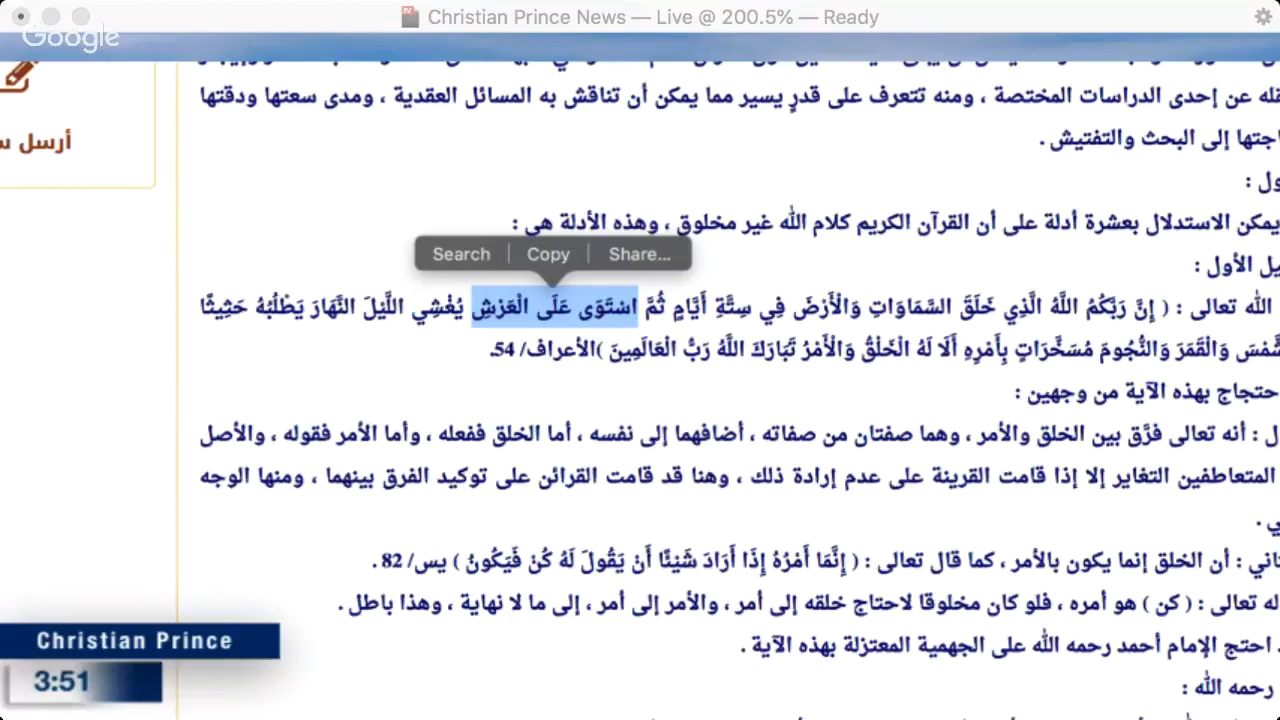 Christian Prince News — Live @ 200.5% — Ready
Google
قله عن إحدى الدراسات المختصة ، ومنه تتعرف على قدرٍ يسير مما يمكن أن تناقش به المسائل العقدية ، ومدى سعتها ودقتها
أرسل
اجتها إلى البحث والتفتيش .
ول :
يمكن الاستدلال بعشرة أدلة على أن القرآن الكريم كلام الله غير مخلوق ، وهذه الأدلة هي :
Search Copy Share...
يل الأول :
الله تعالى : ( إِنَّ رَبَّكُمُ اللَّهُ الَّذِي خَلَقَ السَّمَاوَاتِ وَالْأَرْضَ فِي سِتَّةِ أَيَّامٍ ثُمَّ اسْتَوَى عَلَى الْعَرْشِ يُغْشِي اللَّيْلَ النَّهَارَ يَطْلُبُهُ حَثِيثًا
شَّمْسَ وَالْقَمَرَ وَالنُّجُومَ مُسَخَّرَاتٍ بِأَمْرِهِ أَلَا لَهُ الْخَلْقُ وَالْأَمْرُ تَبَارَكَ اللَّهُ رَبُّ الْعَالَمِينَ )الأعراف/ 54.
حتجاج بهذه الآية من وجهين :
ل : أنه تعالى فرَّق بين الخلق والأمر ، وهما صفتان من صفاته ، أضافهما إلى نفسه ، أما الخلق ففعله ، وأما الأمر فقوله ، والأصل
المتعاطفين التغاير إلا إذا قامت القرينة على عدم إرادة ذلك ، وهنا قد قامت القرائن على توكيد الفرق بينهما ، ومنها الوجه
ي .
اني : أن الخلق إنما يكون بالأمر ، كما قال تعالى : ( إِنَّمَا أَمْرُهُ إِذَا أَرَادَ شَيْئًا أَنْ يَقُولَ لَهُ كُنْ فَيَكُونُ ) يس/ 82 .
له تعالى : ( كن ) هو أمره ، فلو كان مخلوقا لاحتاج خلقه إلى أمر ، والأمر إلى أمر ، إلى ما لا نهاية ، وهذا باطل .
. احتج الإمام أحمد رحمه الله على الجهمية المعتزلة بهذه الآية .
Christian Prince
3:51
رحمه الله :